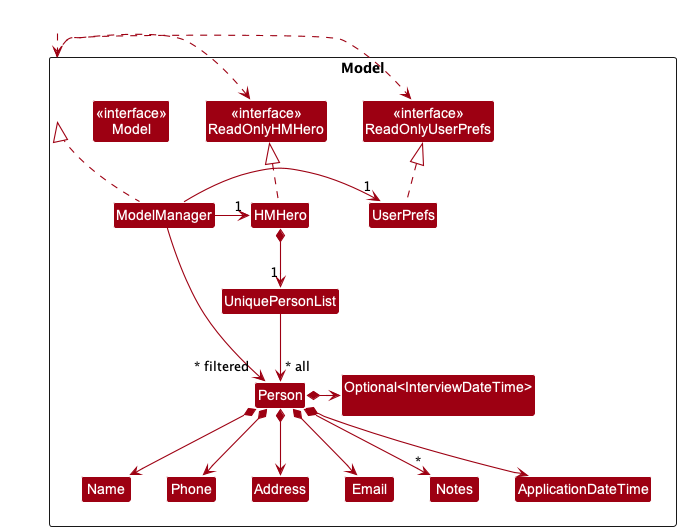 Model
«interface»
Model
«interface»
ReadOnlyHMHero
«interface»
ReadOnlyUserPrefs
1
1
ModelManager
HMHero
UserPrefs
1
UniquePersonList
* filtered
* all
Person
Optional<InterviewDateTime>
*
Name
Phone
Address
Email
Notes
ApplicationDateTime